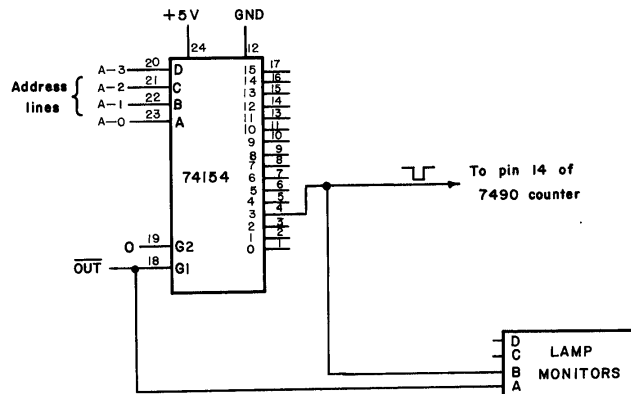 +5V GND
24 12
A-3 20 D 15 17
A-2 21 C 14 16
Address lines
A-1 22 B 13 15
12 14
A-0 23 A 11 13
10 11
9 10
8 9
7 8
74154 6 7
5 6
4 5
3 4
2 3
1 2
0 1
To pin 14 of
7490 counter
0 19 G2
OUT 18 G1
D
C LAMP
B MONITORS
A